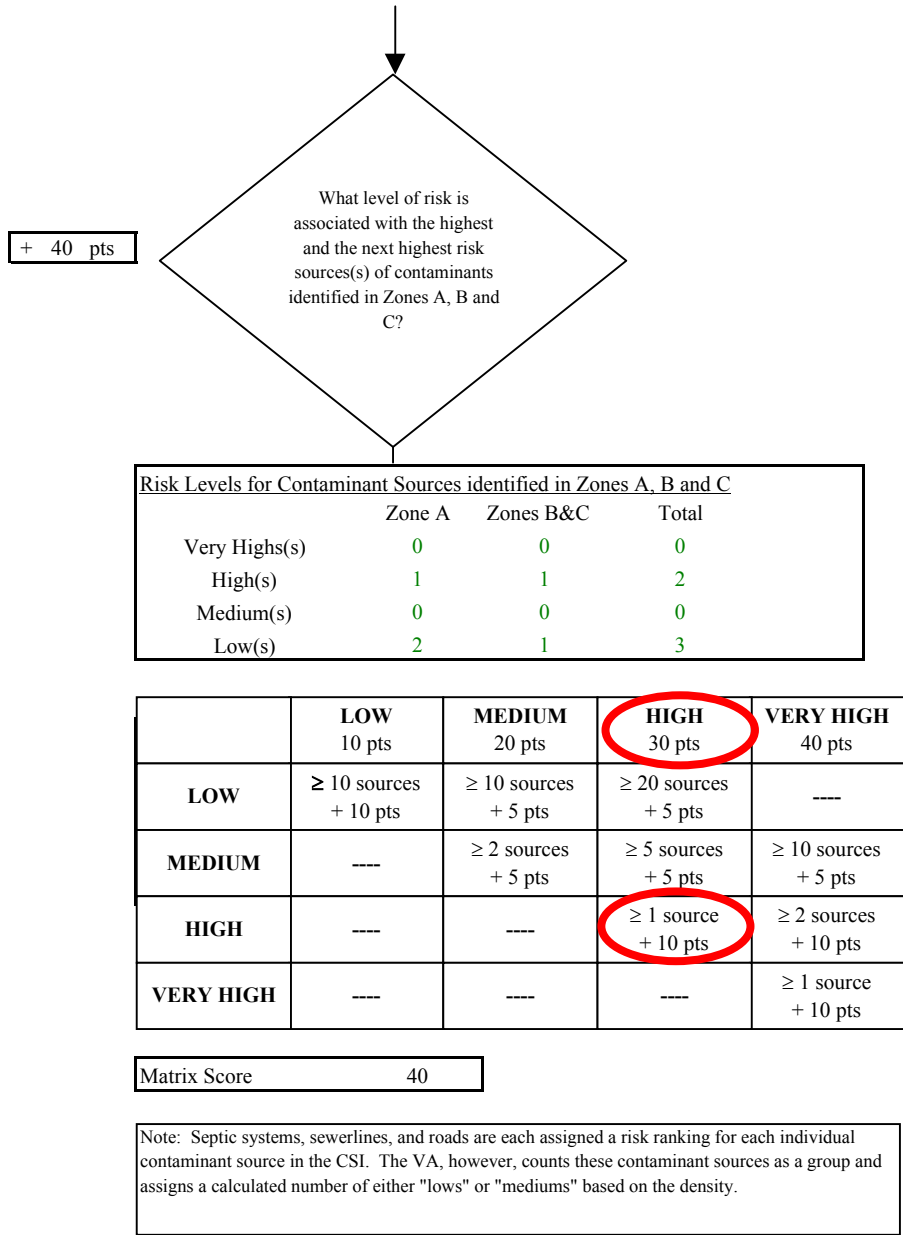 What level of risk is
associated with the highest
and the next highest risk
sources(s) of contaminants
identified in Zones A, B and
C?
+ 40 pts
Risk Levels for Contaminant Sources identified in Zones A, B and C
Zone A Zones B&C Total
Very Highs(s) 0 0 0
High(s) 1 1 2
Medium(s) 0 0 0
Low(s) 2 1 3
LOW MEDIUM HIGH VERY HIGH
10 pts 20 pts 30 pts 40 pts
LOW ≥ 10 sources + 10 pts ≥ 10 sources + 5 pts ≥ 20 sources + 5 pts ----
MEDIUM ---- ≥ 2 sources + 5 pts ≥ 5 sources + 5 pts ≥ 10 sources + 5 pts
HIGH ---- ---- ≥ 1 source + 10 pts ≥ 2 sources + 10 pts
VERY HIGH ---- ---- ---- ≥ 1 source + 10 pts
Matrix Score 40
Note: Septic systems, sewerlines, and roads are each assigned a risk ranking for each individual
contaminant source in the CSI. The VA, however, counts these contaminant sources as a group and
assigns a calculated number of either "lows" or "mediums" based on the density.